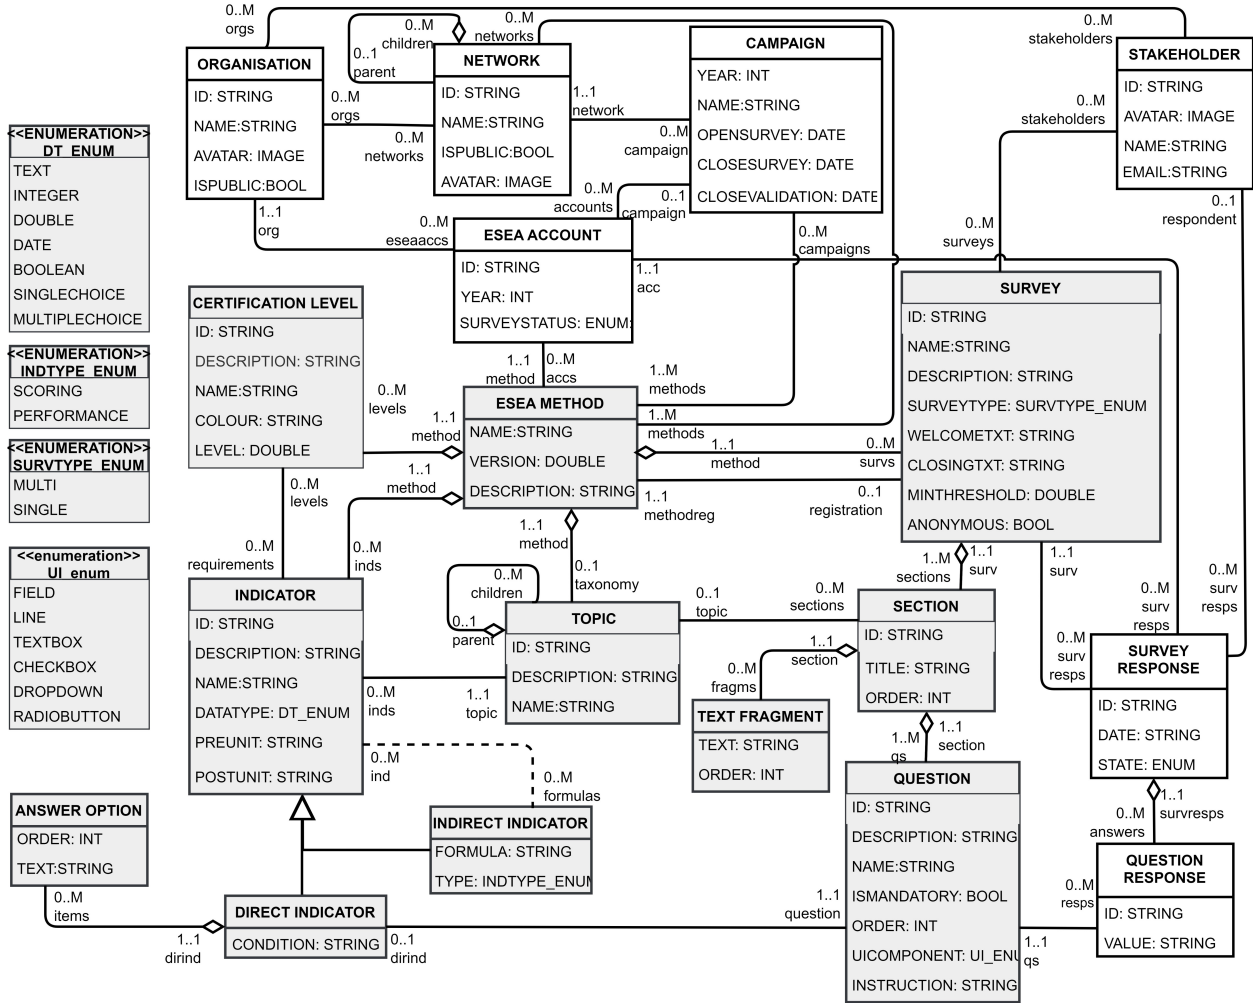 0..M
orgs
0..M
children
0..M
networks
0..M
stakeholders
0..1
parent
ORGANISATION
ID: STRING
NAME:STRING
AVATAR: IMAGE
ISPUBLIC:BOOL
0..M
orgs
0..M
networks
NETWORK
ID: STRING
NAME:STRING
ISPUBLIC:BOOL
AVATAR: IMAGE
1..1
network
0..M
campaign
CAMPAIGN
YEAR: INT
NAME:STRING
OPENSURVEY: DATE
CLOSESURVEY: DATE
CLOSEVALIDATION: DATE
STAKEHOLDER
ID: STRING
AVATAR: IMAGE
NAME:STRING
EMAIL:STRING
0..M
stakeholders
0..1
respondent
<<ENUMERATION>>
DT_ENUM
TEXT
INTEGER
DOUBLE
DATE
BOOLEAN
SINGLECHOICE
MULTIPLECHOICE
<<ENUMERATION>>
INDTYPE_ENUM
SCORING
PERFORMANCE
<<ENUMERATION>>
SURVTYPE_ENUM
MULTI
SINGLE
<<enumeration>>
UI_enum
FIELD
LINE
TEXTBOX
CHECKBOX
DROPDOWN
RADIOBUTTON
1..1
org
0..M
eseaaccs
0..M
accounts
0..1
campaign
0..M
campaigns
0..M
surveys
ESEA ACCOUNT
ID: STRING
YEAR: INT
SURVEYSTATUS: ENUM:
1..1
acc
1..1
method
0..M
accs
1..M
methods
1..M
methods
CERTIFICATION LEVEL
ID: STRING
DESCRIPTION: STRING
NAME:STRING
COLOUR: STRING
LEVEL: DOUBLE
0..M
levels
1..1
method
1..1
method
ESEA METHOD
NAME:STRING
VERSION: DOUBLE
DESCRIPTION: STRING
1..1
method
0..M
survs
1..1
methodreg
0..1
registration
SURVEY
ID: STRING
NAME:STRING
DESCRIPTION: STRING
SURVEYTYPE: SURVTYPE_ENUM
WELCOMETXT: STRING
CLOSINGTXT: STRING
MINTHRESHOLD: DOUBLE
ANONYMOUS: BOOL
0..M
levels
0..M
requirements
0..M
inds
1..1
method
0..1
taxonomy
0..M
children
0..1
parent
1..M
sections
1..1
surv
1..1
surv
0..M
surv
resps
0..M
surv
resps
0..M
surv
resps
INDICATOR
ID: STRING
DESCRIPTION: STRING
NAME:STRING
DATATYPE: DT_ENUM
PREUNIT: STRING
POSTUNIT: STRING
0..M
inds
1..1
topic
TOPIC
ID: STRING
DESCRIPTION: STRING
NAME:STRING
0..1
topic
0..M
sections
SECTION
ID: STRING
TITLE: STRING
ORDER: INT
1..1
section
0..M
fragms
TEXT FRAGMENT
TEXT: STRING
ORDER: INT
1..M
qs
1..1
section
SURVEY
RESPONSE
ID: STRING
DATE: STRING
STATE: ENUM
0..M
ind
0..M
formulas
INDIRECT INDICATOR
FORMULA: STRING
TYPE: INDTYPE_ENUM
ANSWER OPTION
ORDER: INT
TEXT:STRING
0..M
items
1..1
dirind
DIRECT INDICATOR
CONDITION: STRING
0..1
dirind
1..1
question
QUESTION
ID: STRING
DESCRIPTION: STRING
NAME:STRING
ISMANDATORY: BOOL
ORDER: INT
UICOMPONENT: UI_ENU
INSTRUCTION: STRING
1..1
qs
0..M
resps
0..M
answers
1..1
survresps
QUESTION
RESPONSE
ID: STRING
VALUE: STRING